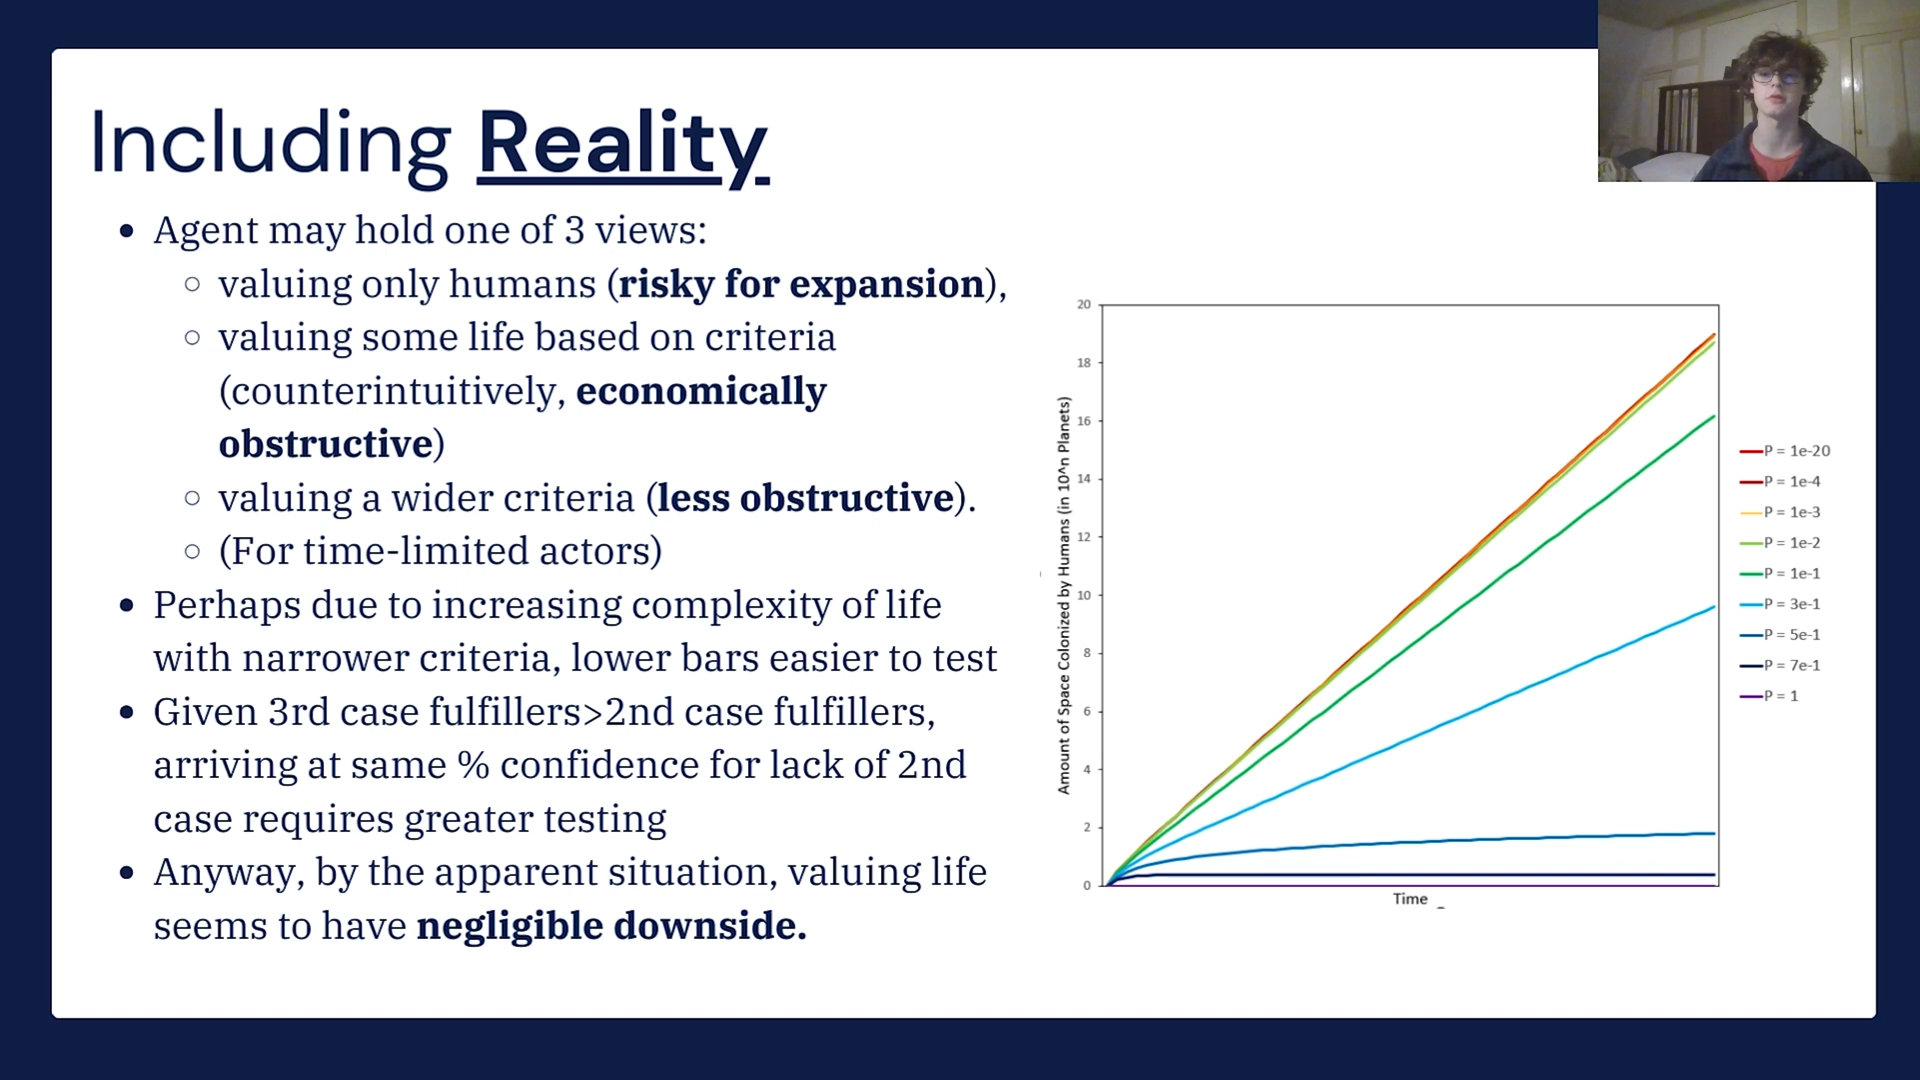 Including Reality
• Agent may hold one of 3 views:
○ valuing only humans (risky for expansion),
○ valuing some life based on criteria
(counterintuitively, economically
obstructive)
○ valuing a wider criteria (less obstructive).
○ (For time-limited actors)
• Perhaps due to increasing complexity of life
with narrower criteria, lower bars easier to test
• Given 3rd case fulfillers>2nd case fulfillers,
arriving at same % confidence for lack of 2nd
case requires greater testing
• Anyway, by the apparent situation, valuing life
seems to have negligible downside.
Amount of Space Colonized by Humans (in 10^n Planets)
20
18
16
14
12
10
8
6
4
2
0
Time
P = 1e-20
P = 1e-4
P = 1e-3
P = 1e-2
P = 1e-1
P = 3e-1
P = 5e-1
P = 7e-1
P = 1